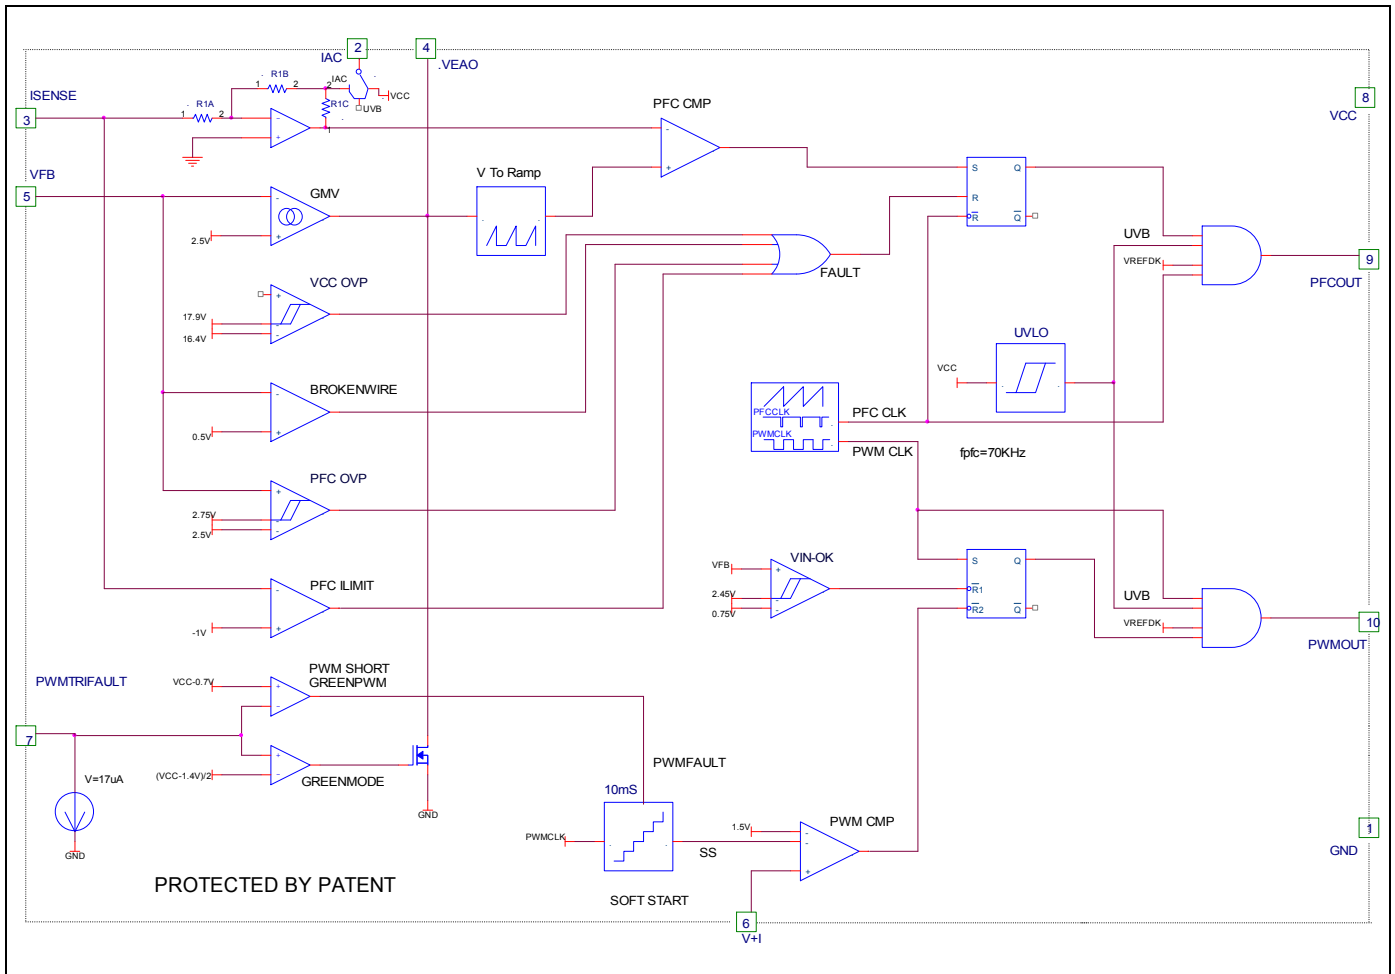 2
4
IAC
.VEAO
R1B
1
2
2
IAC
VCC
UVB
R1C
1
ISENSE
3
R1A
1
2
-
+
PFC CMP
-
+
8
VCC
VFB
5
GMV
-
+
2.5V
V To Ramp
S
Q
R
R
Q
UVB
VREFDK
9
PFCOUT
FAULT
VCC OVP
+
17.9V
-
16.4V
-
UVLO
VCC
BROKENWIRE
-
+
0.5V
PFCCLK
PWMCLK
PFC CLK
PWM CLK
fpfc=70KHz
PFC OVP
+
2.75V
-
2.5V
-
VIN-OK
VFB
+
2.45V
-
0.75V
-
S
Q
R1
R2
Q
UVB
VREFDK
10
PWMOUT
PFC ILIMIT
-
+
-1V
PWM SHORT
GREENPWM
VCC-0.7V
+
-
PWMTRIFAULT
7
V=17uA
GND
(VCC-1.4V)/2
+
-
GREENMODE
GND
PWMFAULT
10mS
PWMCLK
SS
SOFT START
1.5V
-
-
+
PWM CMP
1
GND
PROTECTED BY PATENT
6
V+I